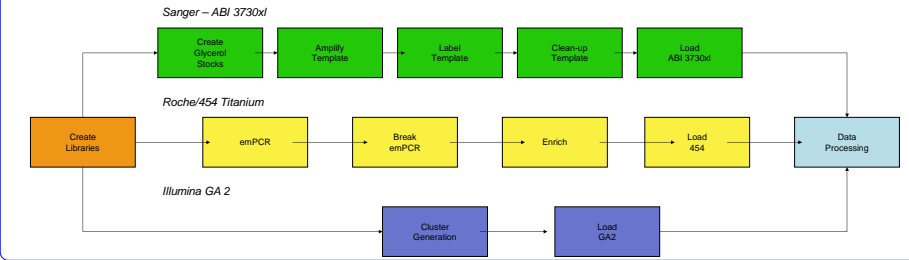 Sanger – ABI 3730xl
Create
Glycerol
Stocks
Amplify
Template
Label
Template
Clean-up
Template
Load
ABI 3730xl
Roche/454 Titanium
Create
Libraries
emPCR
Break
emPCR
Enrich
Load
454
Data
Processing
Illumina GA 2
Cluster
Generation
Load
GA2